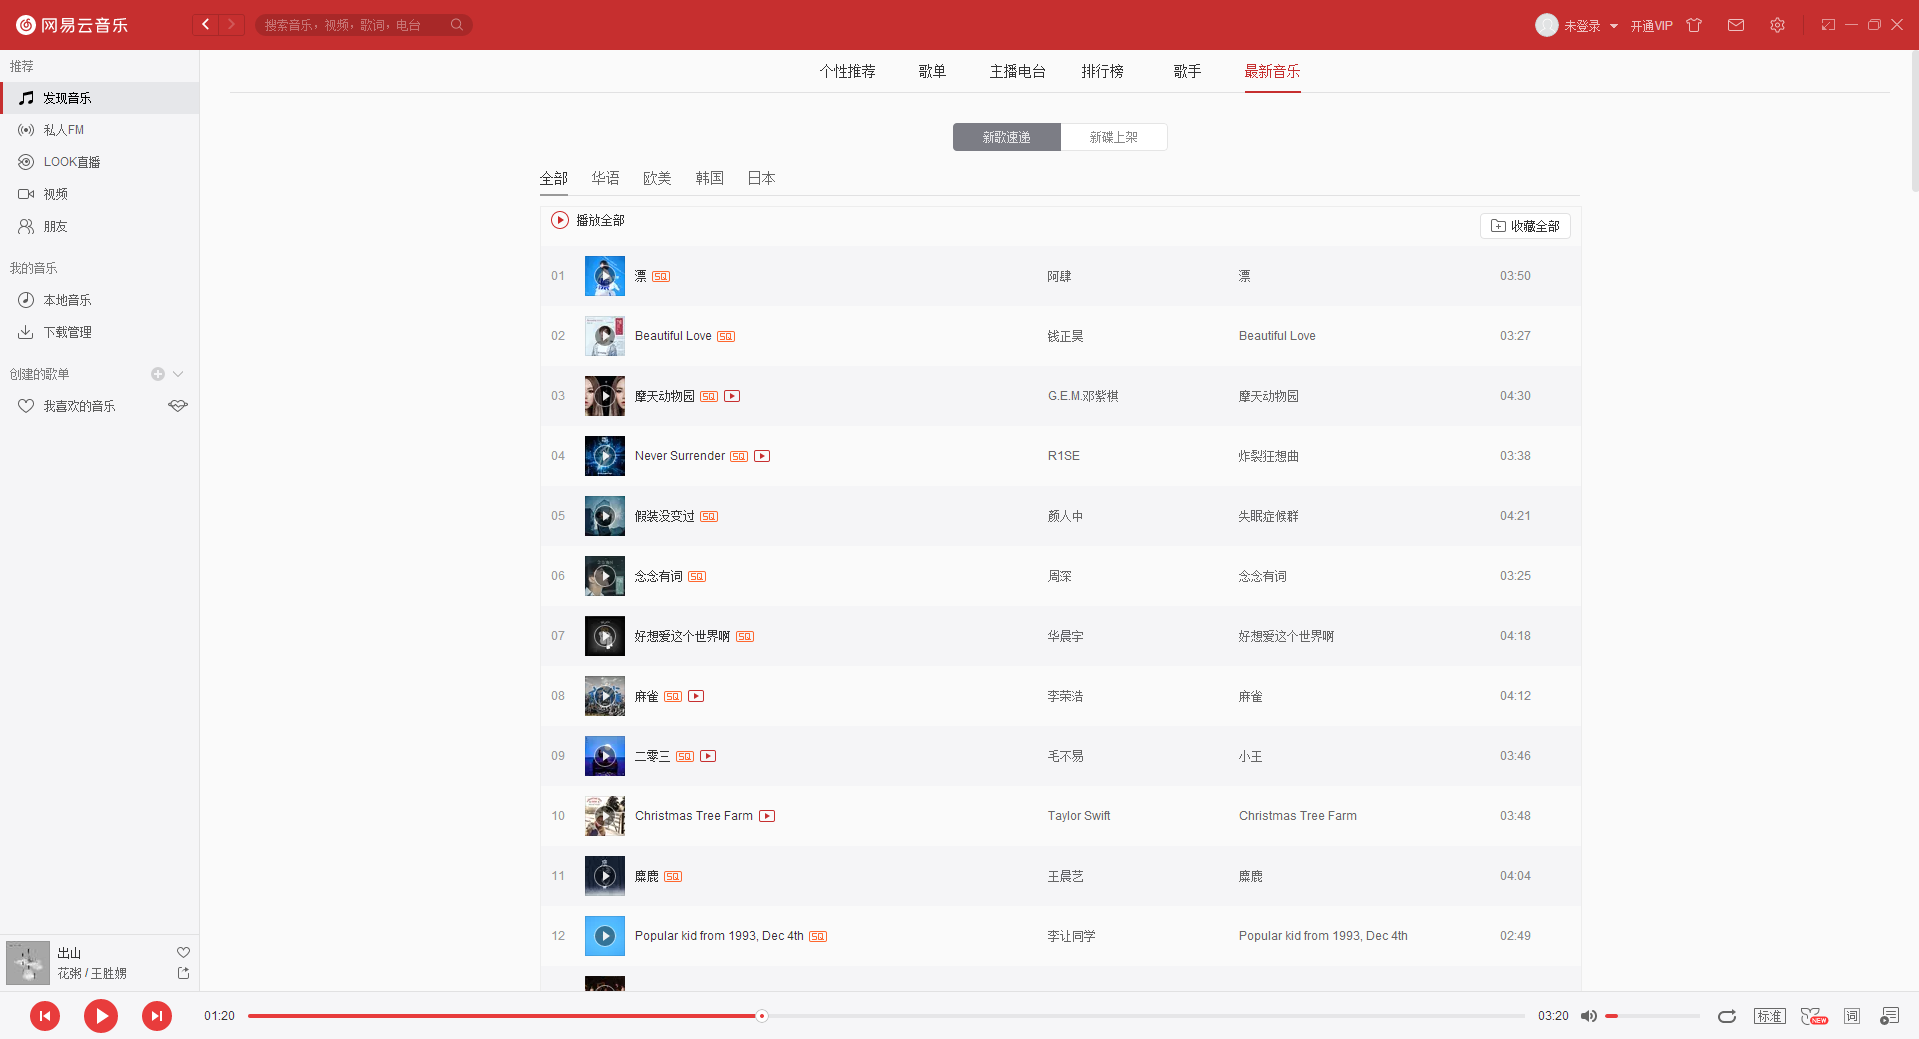 网易云音乐
搜索音乐，视频，歌词，电台
未登录 开通VIP
推荐
发现音乐
私人FM
LOOK直播
视频
朋友
我的音乐
本地音乐
下载管理
创建的歌单
我喜欢的音乐
个性推荐 歌单 主播电台 排行榜 歌手 最新音乐
新歌速递 新碟上架
全部 华语 欧美 韩国 日本
播放全部 收藏全部
01 漂 SQ 阿肆 漂 03:50
02 Beautiful Love SQ 钱正昊 Beautiful Love 03:27
03 摩天动物园 SQ G.E.M.邓紫棋 摩天动物园 04:30
04 Never Surrender SQ R1SE 炸裂狂想曲 03:38
05 假装没变过 SQ 颜人中 失眠症候群 04:21
06 念念有词 SQ 周深 念念有词 03:25
07 好想爱这个世界啊 SQ 华晨宇 好想爱这个世界啊 04:18
08 麻雀 SQ 李荣浩 麻雀 04:12
09 二零三 SQ 毛不易 小王 03:46
10 Christmas Tree Farm Taylor Swift Christmas Tree Farm 03:48
11 麋鹿 SQ 王晨艺 麋鹿 04:04
12 Popular kid from 1993, Dec 4th SQ 李让同学 Popular kid from 1993, Dec 4th 02:49
出山
花粥 / 王胜娚
01:20 03:20 标准 NEW 词